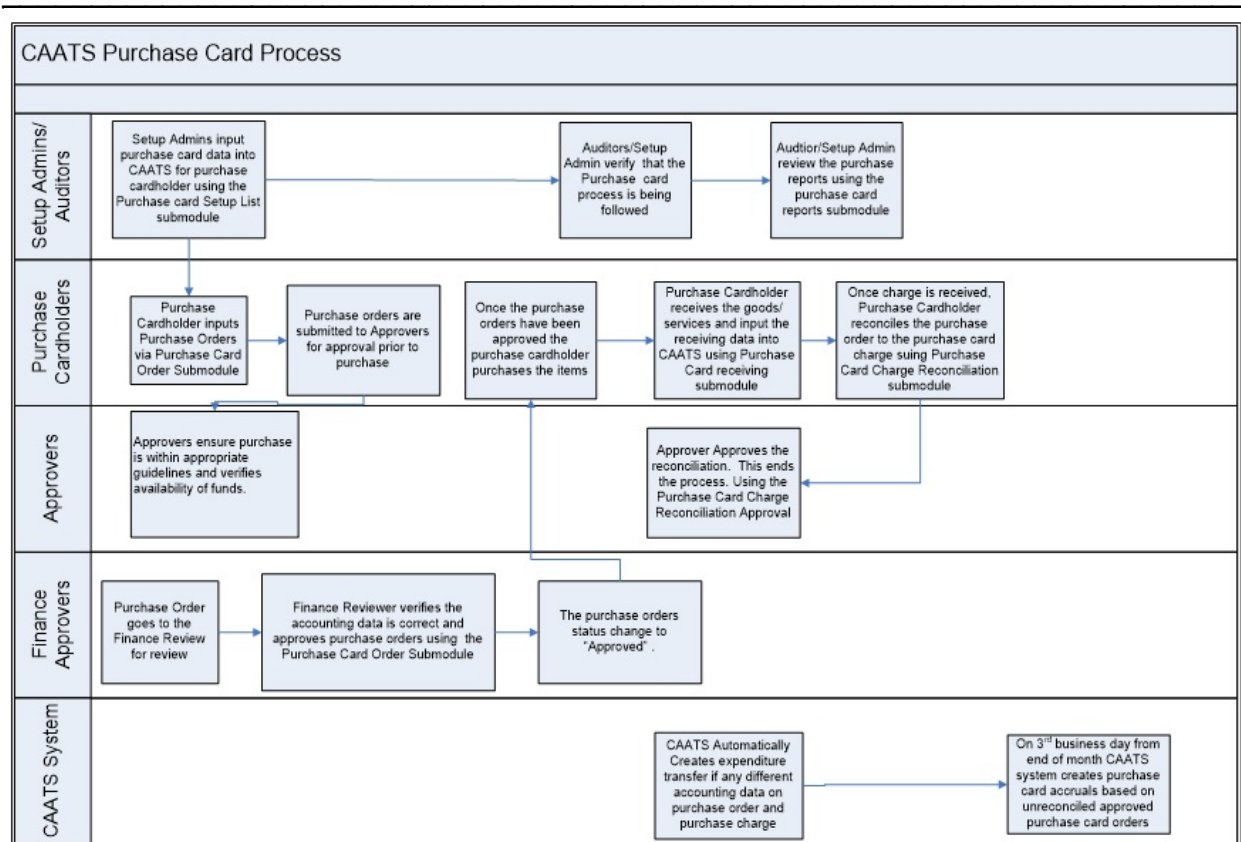 CAATS Purchase Card Process
Setup Admins/
Auditors
Setup Admins input
purchase card data into
CAATS for purchase
cardholder using the
Purchase card Setup List
submodule
Auditors/Setup
Admin verify that the
Purchase card
process is being
followed
Audtior/Setup Admin
review the purchase
reports using the
purchase card
reports submodule
Purchase
Cardholders
Purchase
Cardholder inputs
Purchase Orders
via Purchase Card
Order Submodule
Purchase orders are
submitted to Approvers
for approval prior to
purchase
Once the purchase
orders have been
approved the
purchase cardholder
purchases the items
Purchase Cardholder
receives the goods/
services and input the
receiving data into
CAATS using Purchase
Card receiving
submodule
Once charge is received,
Purchase Cardholder
reconciles the purchase
order to the purchase card
charge suing Purchase
Card Charge Reconciliation
submodule
Approvers
Approvers ensure purchase
is within appropriate
guidelines and verifies
availability of funds.
Approver Approves the
reconciliation. This ends
the process. Using the
Purchase Card Charge
Reconciliation Approval
Finance
Approvers
Purchase Order
goes to the
Finance Review
for review
Finance Reviewer verifies the
accounting data is correct and
approves purchase orders using the
Purchase Card Order Submodule
The purchase orders
status change to
"Approved" .
CAATS System
CAATS Automatically
Creates expenditure
transfer if any different
accounting data on
purchase order and
purchase charge
On 3rd business day from
end of month CAATS
system creates purchase
card accruals based on
unreconciled approved
purchase card orders